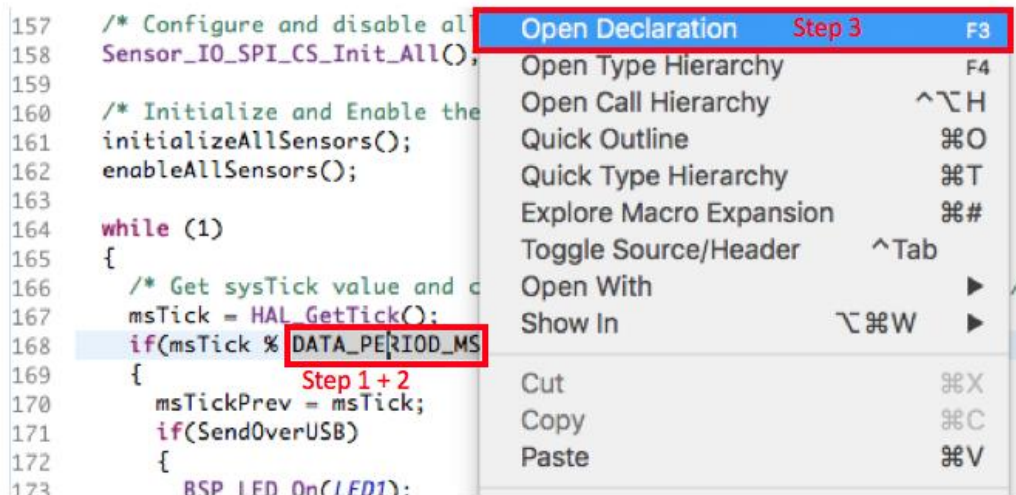 157 /* Configure and disable al
158 Sensor_IO_SPI_CS_Init_All();
159
160 /* Initialize and Enable the
161 initializeAllSensors();
162 enableAllSensors();
163
164 while (1)
165 {
166 /* Get sysTick value and c
167 msTick = HAL_GetTick();
168 if(msTick % DATA_PERIOD_MS
169 {
Step 1 + 2
170 msTickPrev = msTick;
171 if(SendOverUSB)
172 {
173 BSP_LED_On(LED1);
Open Declaration Step 3 F3
Open Type Hierarchy F4
Open Call Hierarchy ^⌥H
Quick Outline ⌘O
Quick Type Hierarchy ⌘T
Explore Macro Expansion ⌘#
Toggle Source/Header ^Tab
Open With ▶
Show In ⌥⌘W ▶
Cut ⌘X
Copy ⌘C
Paste ⌘V